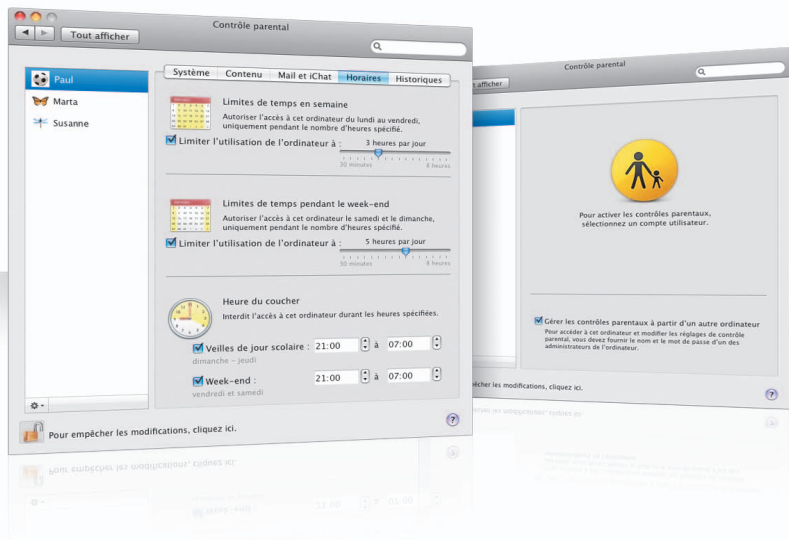 Contrôle parental
Tout afficher
Paul
Marta
Susanne
Système Contenu Mail et iChat Horaires Historiques
Limites de temps en semaine
Autoriser l'accès à cet ordinateur du lundi au vendredi,
uniquement pendant le nombre d'heures spécifié.
Limiter l'utilisation de l'ordinateur à : 3 heures par jour
30 minutes 8 heures
Limites de temps pendant le week-end
Autoriser l'accès à cet ordinateur le samedi et le dimanche,
uniquement pendant le nombre d'heures spécifié.
Limiter l'utilisation de l'ordinateur à : 5 heures par jour
30 minutes 8 heures
Heure du coucher
Interdit l'accès à cet ordinateur durant les heures spécifiées.
Veilles de jour scolaire : 21:00 à 07:00
dimanche - jeudi
Week-end : 21:00 à 07:00
vendredi et samedi
Pour empêcher les modifications, cliquez ici.
?
Contrôle parental
afficher
Pour activer les contrôles parentaux,
sélectionnez un compte utilisateur.
Gérer les contrôles parentaux à partir d'un autre ordinateur
Pour accéder à cet ordinateur et modifier les réglages de contrôle
parental, vous devez fournir le nom et le mot de passe d'un des
administrateurs de l'ordinateur.
les modifications, cliquez ici.
?